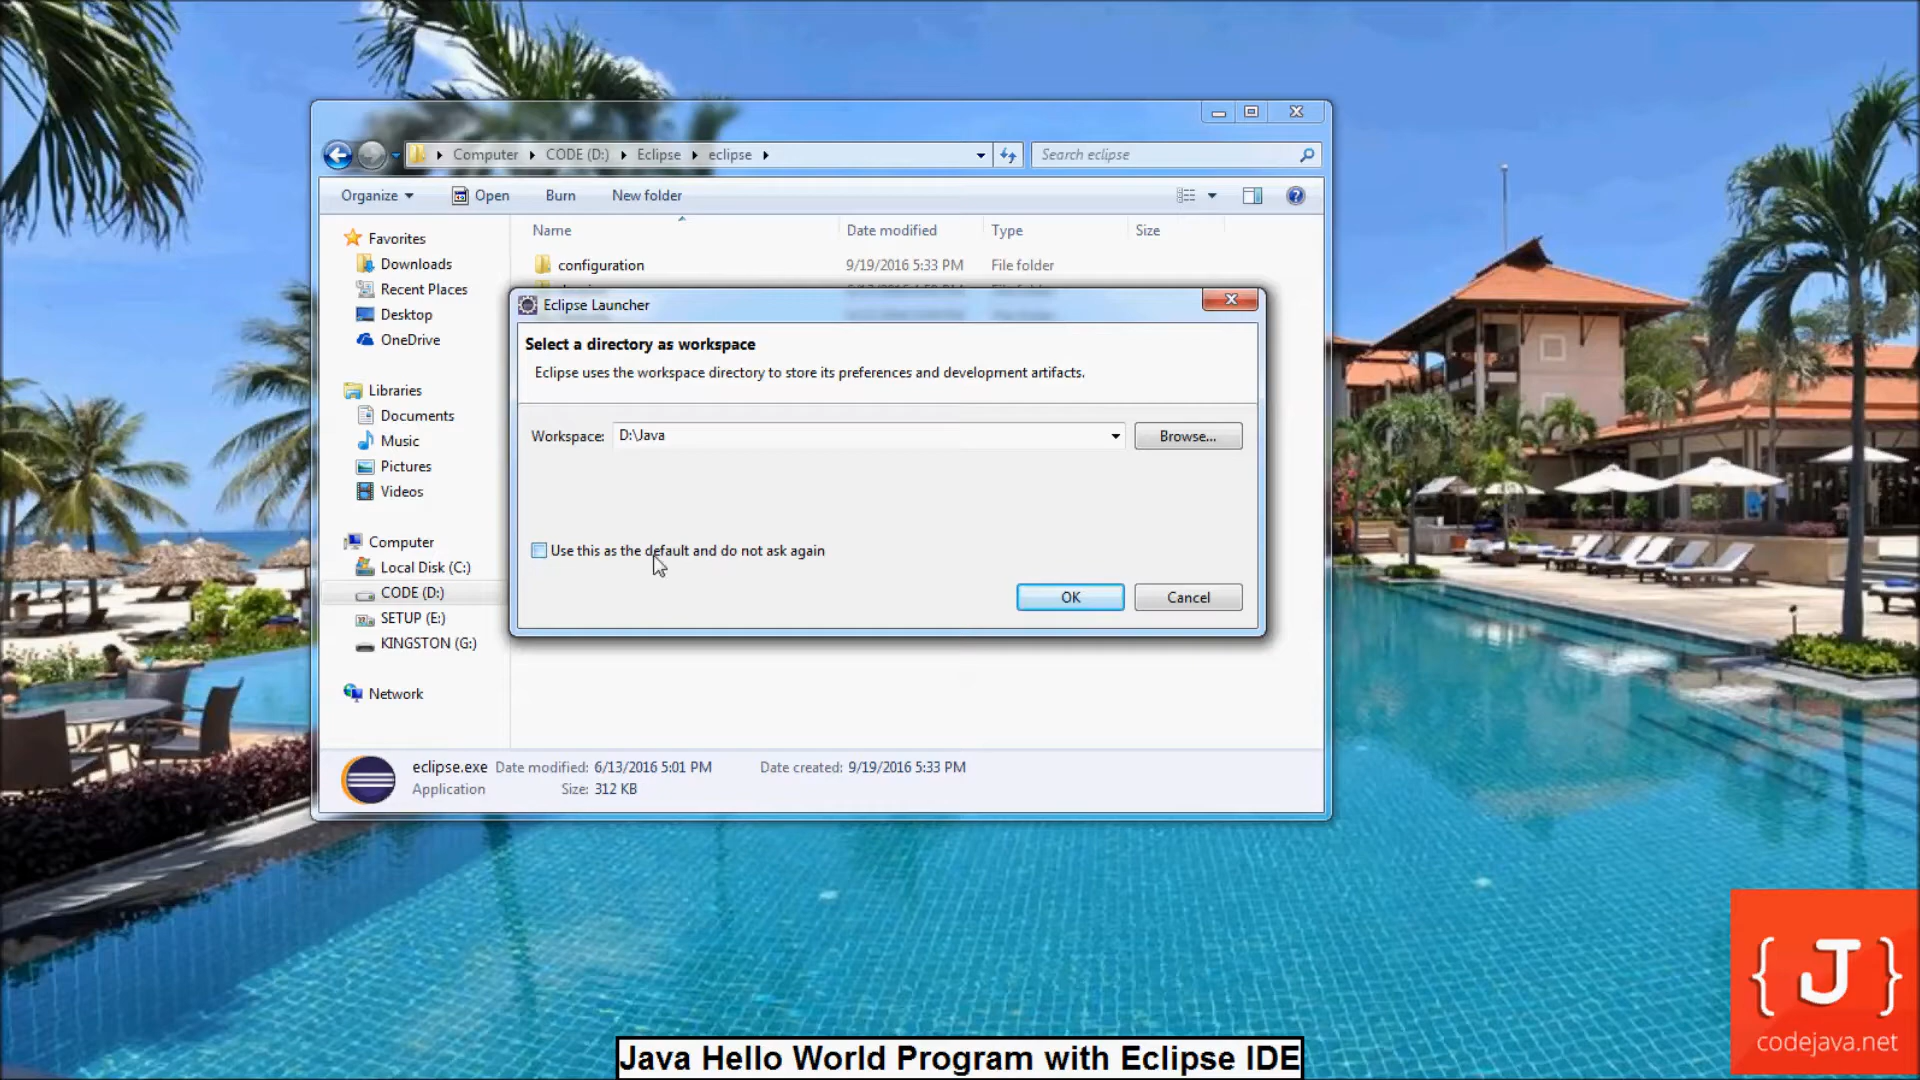 Computer CODE (D:) Eclipse eclipse
Search eclipse
Organize Open Burn New folder
Name Date modified Type Size
configuration 9/19/2016 5:33 PM File folder
Favorites
Downloads
Recent Places
Desktop
OneDrive
Libraries
Documents
Music
Pictures
Videos
Computer
Local Disk (C:)
CODE (D:)
SETUP (E:)
KINGSTON (G:)
Network
Eclipse Launcher
Select a directory as workspace
Eclipse uses the workspace directory to store its preferences and development artifacts.
Workspace: D:\Java Browse...
Use this as the default and do not ask again
OK Cancel
eclipse.exe Date modified: 6/13/2016 5:01 PM Date created: 9/19/2016 5:33 PM
Application Size: 312 KB
{J}
codejava.net
Java Hello World Program with Eclipse IDE